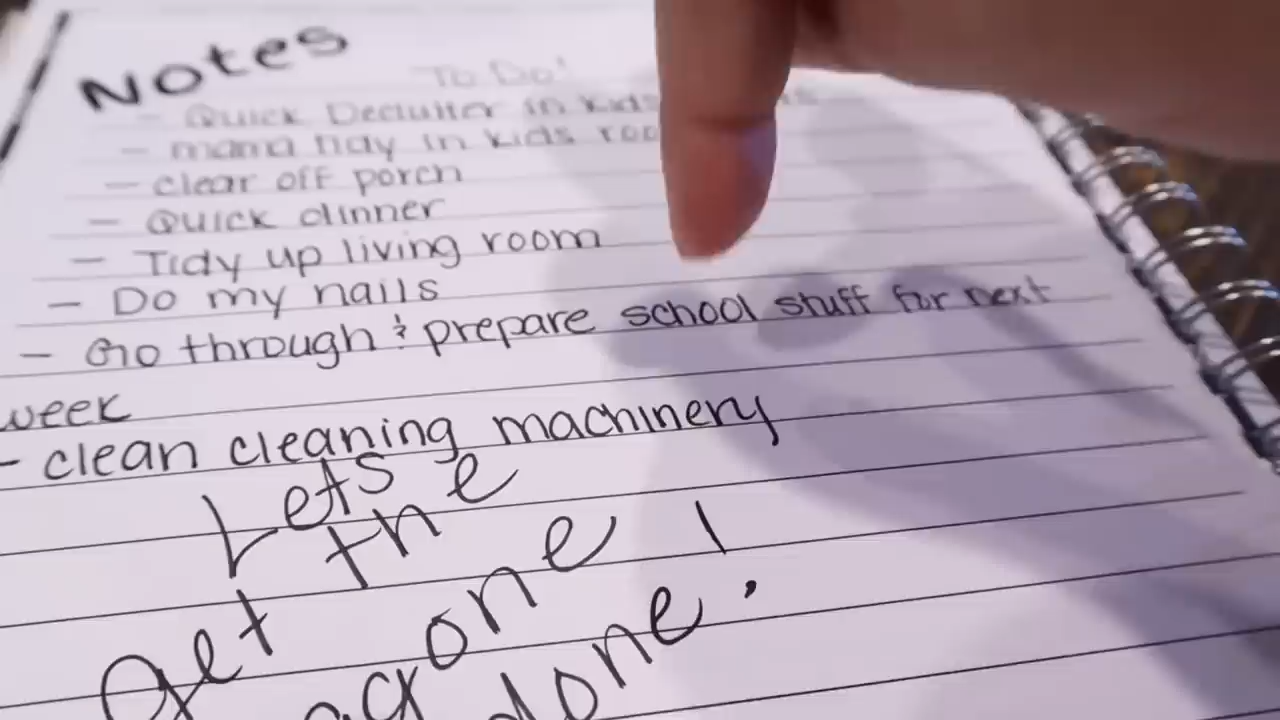 Notes
To Do!
- Quick Declutter in kids
- mama tidy in kids
- clear off porch
- Quick dinner
- Tidy up living room
- Do my nails
- Go through & prepare school stuff for next
week
- clean cleaning machinery
Lets
get the
one!
done.